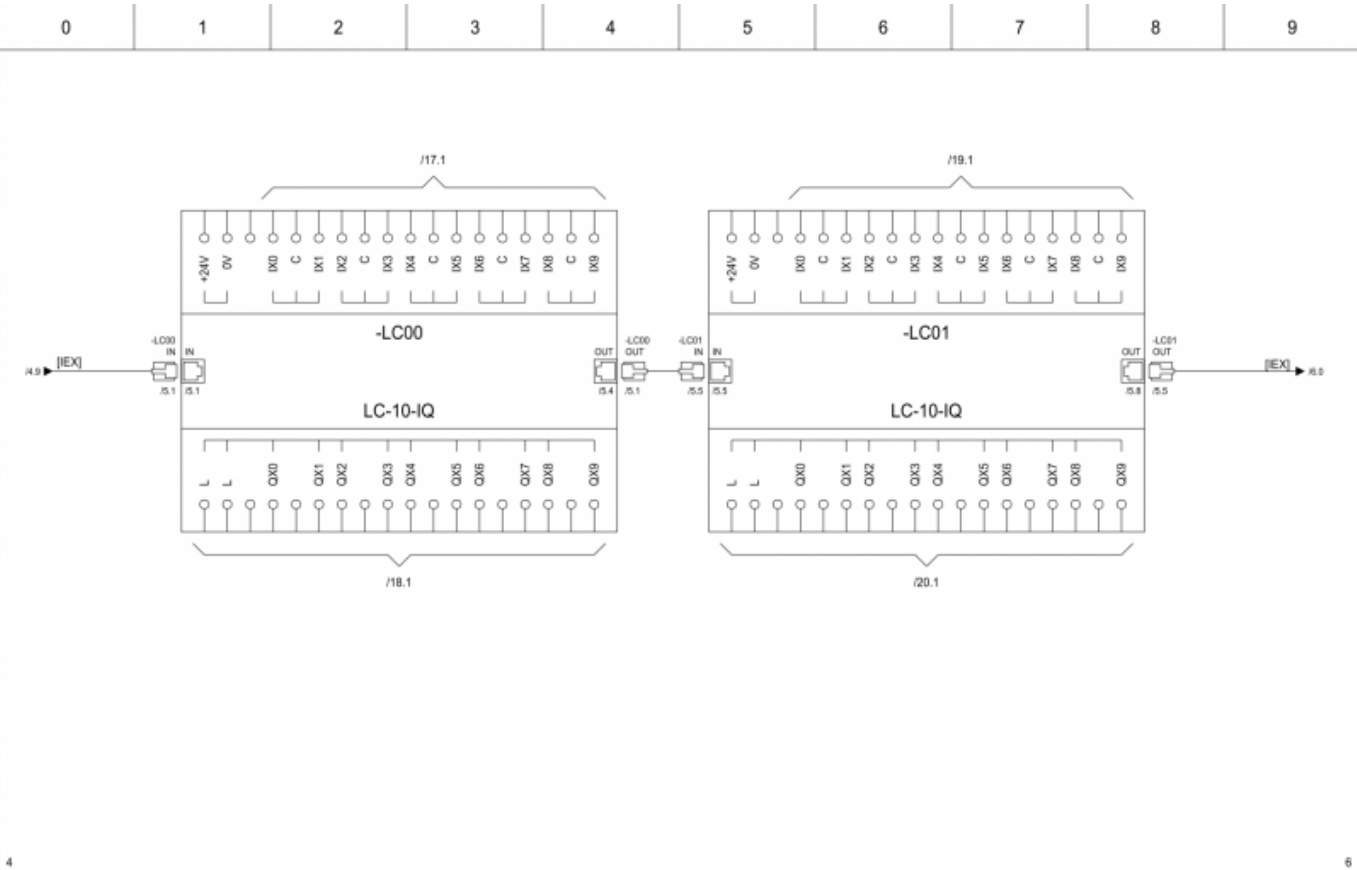 0 1 2 3 4 5 6 7 8 9
/17.1 /19.1
+24V 0V IX0 C IX1 IX2 C IX3 IX4 C IX5 IX6 C IX7 IX8 C IX9 +24V 0V IX0 C IX1 IX2 C IX3 IX4 C IX5 IX6 C IX7 IX8 C IX9
-LC00 -LC01
-LC00 -LC00 -LC01 -LC01
IN IN OUT OUT IN IN OUT OUT
[IEX] [IEX]
/4.9 /6.0
/5.1 /5.1 /5.4 /5.1 /5.5 /5.5 /5.8 /5.5
LC-10-IQ LC-10-IQ
L L QX0 QX1 QX2 QX3 QX4 QX5 QX6 QX7 QX8 QX9 L L QX0 QX1 QX2 QX3 QX4 QX5 QX6 QX7 QX8 QX9
/18.1 /20.1
4 6